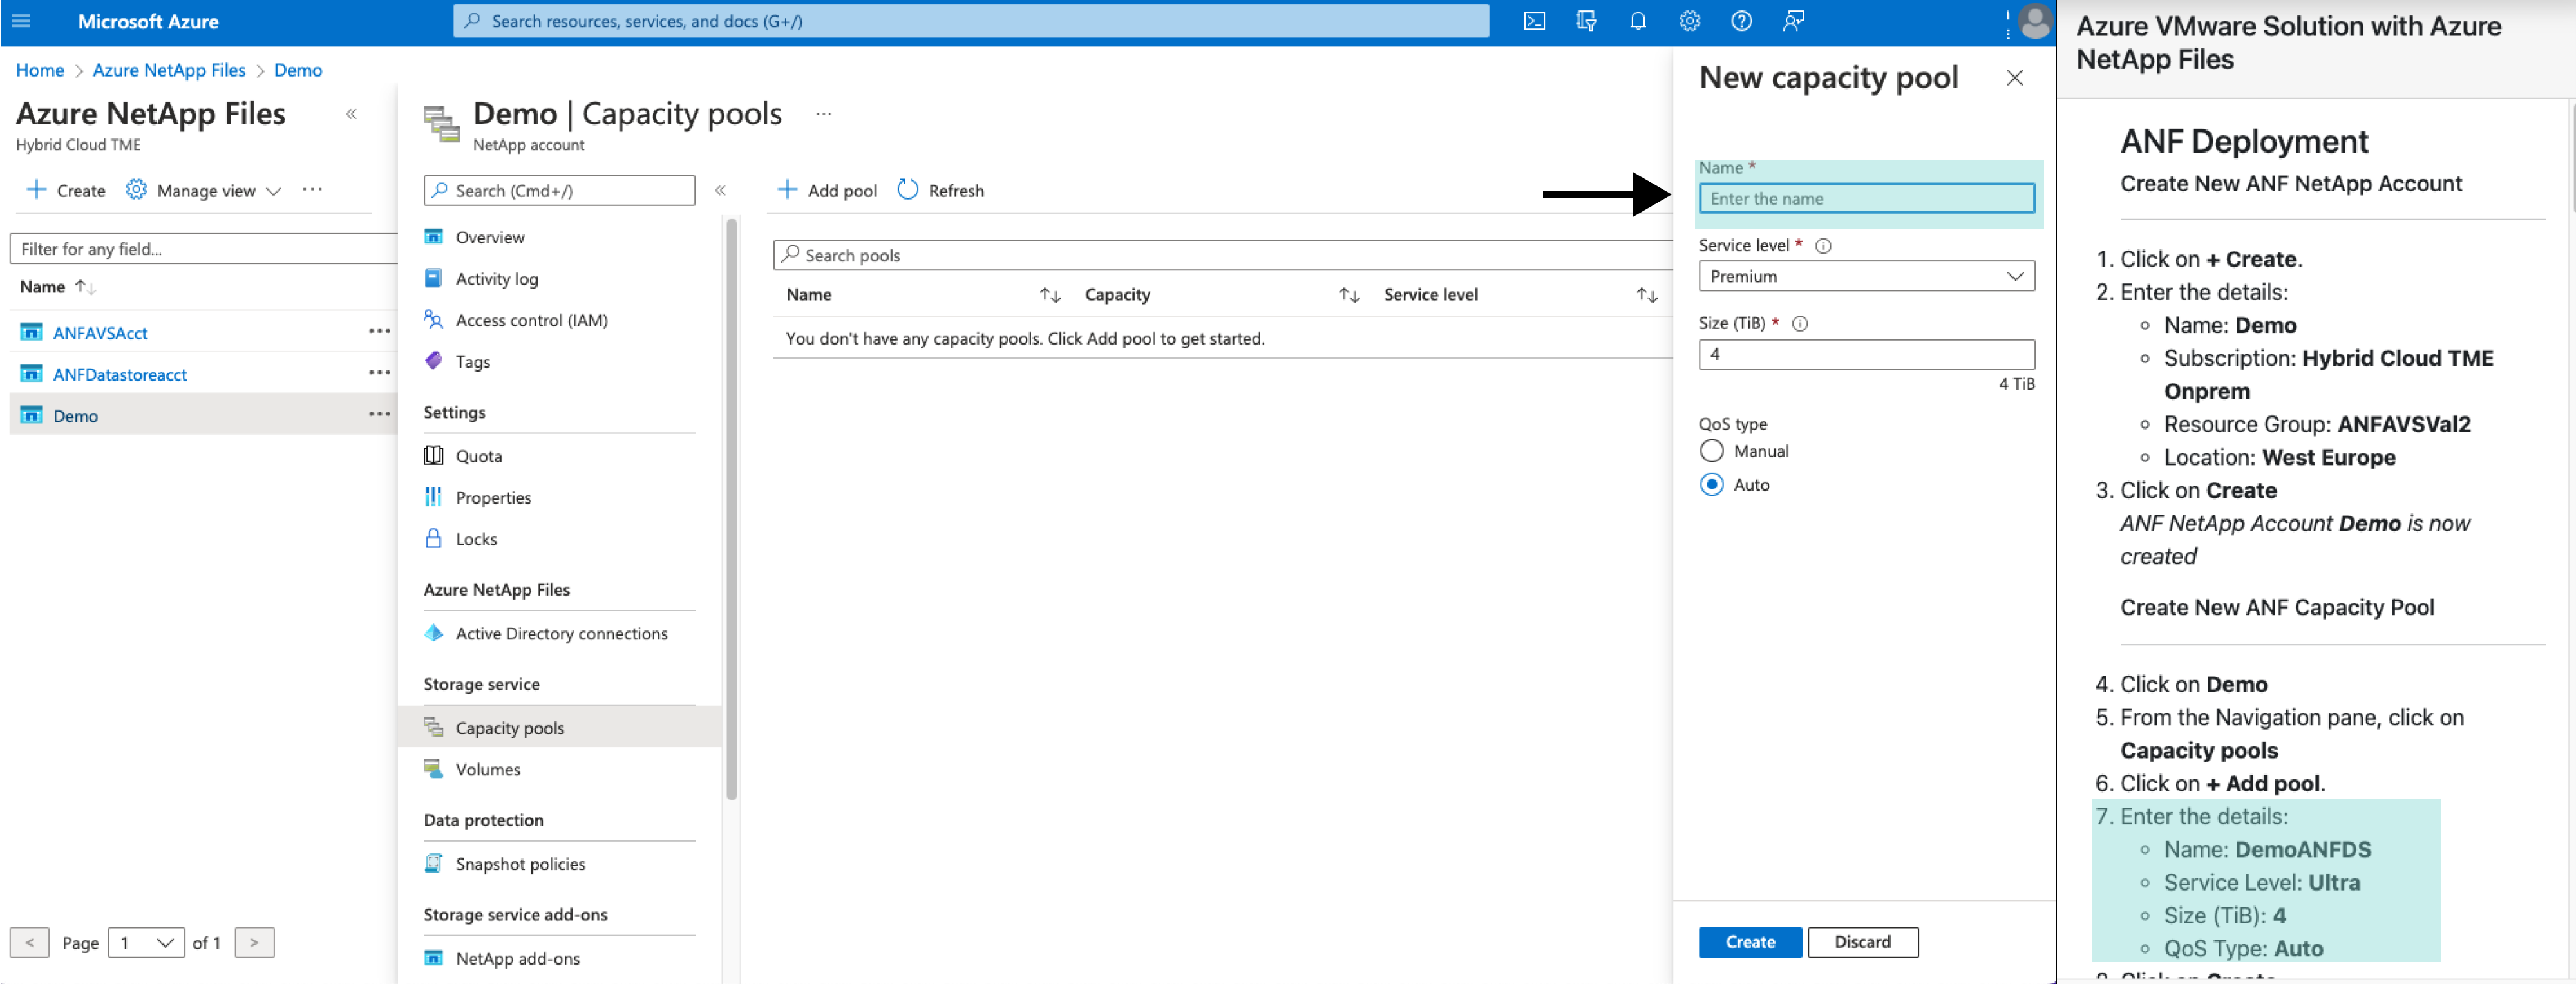 Microsoft Azure
Search resources, services, and docs (G+/)
Home > Azure NetApp Files > Demo
Azure NetApp Files
Hybrid Cloud TME
Create
Manage view
Filter for any field...
Name
ANFAVSAcct
ANFDatastoreacct
Demo
< Page 1 of 1 >
Demo | Capacity pools
NetApp account
Search (Cmd+/)
Overview
Activity log
Access control (IAM)
Tags
Settings
Quota
Properties
Locks
Azure NetApp Files
Active Directory connections
Storage service
Capacity pools
Volumes
Data protection
Snapshot policies
Storage service add-ons
NetApp add-ons
Add pool
Refresh
Search pools
Name Capacity Service level
You don't have any capacity pools. Click Add pool to get started.
New capacity pool
Name *
Enter the name
Service level *
Premium
Size (TiB) *
4
4 TiB
QoS type
Manual
Auto
Create Discard
Azure VMware Solution with Azure
NetApp Files
ANF Deployment
Create New ANF NetApp Account
1. Click on + Create.
2. Enter the details:
Name: Demo
Subscription: Hybrid Cloud TME
Onprem
Resource Group: ANFAVSVal2
Location: West Europe
3. Click on Create
ANF NetApp Account Demo is now
created
Create New ANF Capacity Pool
4. Click on Demo
5. From the Navigation pane, click on
Capacity pools
6. Click on + Add pool.
7. Enter the details:
Name: DemoANFDS
Service Level: Ultra
Size (TiB): 4
QoS Type: Auto
8. Click on Create